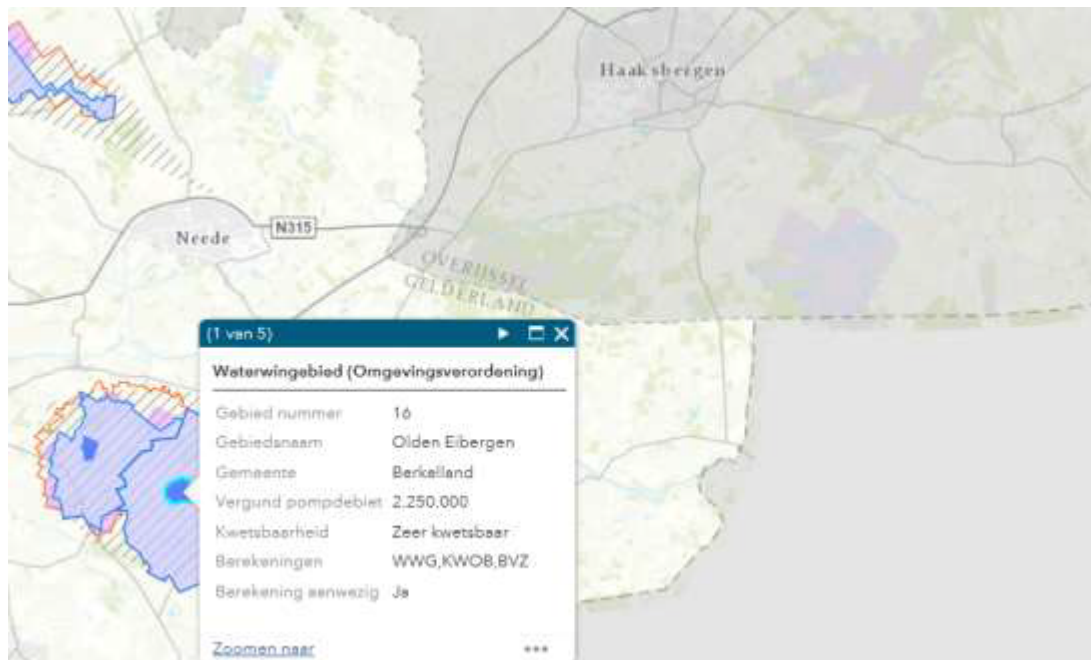 Haaksbergen
N315
Neede
OVERIJSSEL
GELDERLAND
(1 van 5)
Waterwingebied (Omgevingsverordening)
Gebied nummer 16
Gebiedsnaam Olden Eibergen
Gemeente Berkelland
Vergund pompdebiet 2.250.000
Kwetsbaarheid Zeer kwetsbaar
Berekeningen WWG,KWOB,BVZ
Berekening aanwezig Ja
Zoomen naar